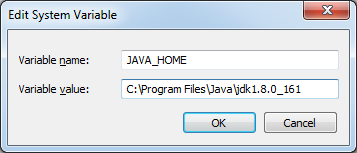 Edit System Variable
Variable name: JAVA_HOME
Variable value: C:\Program Files\Java\jdk1.8.0_161
OK Cancel